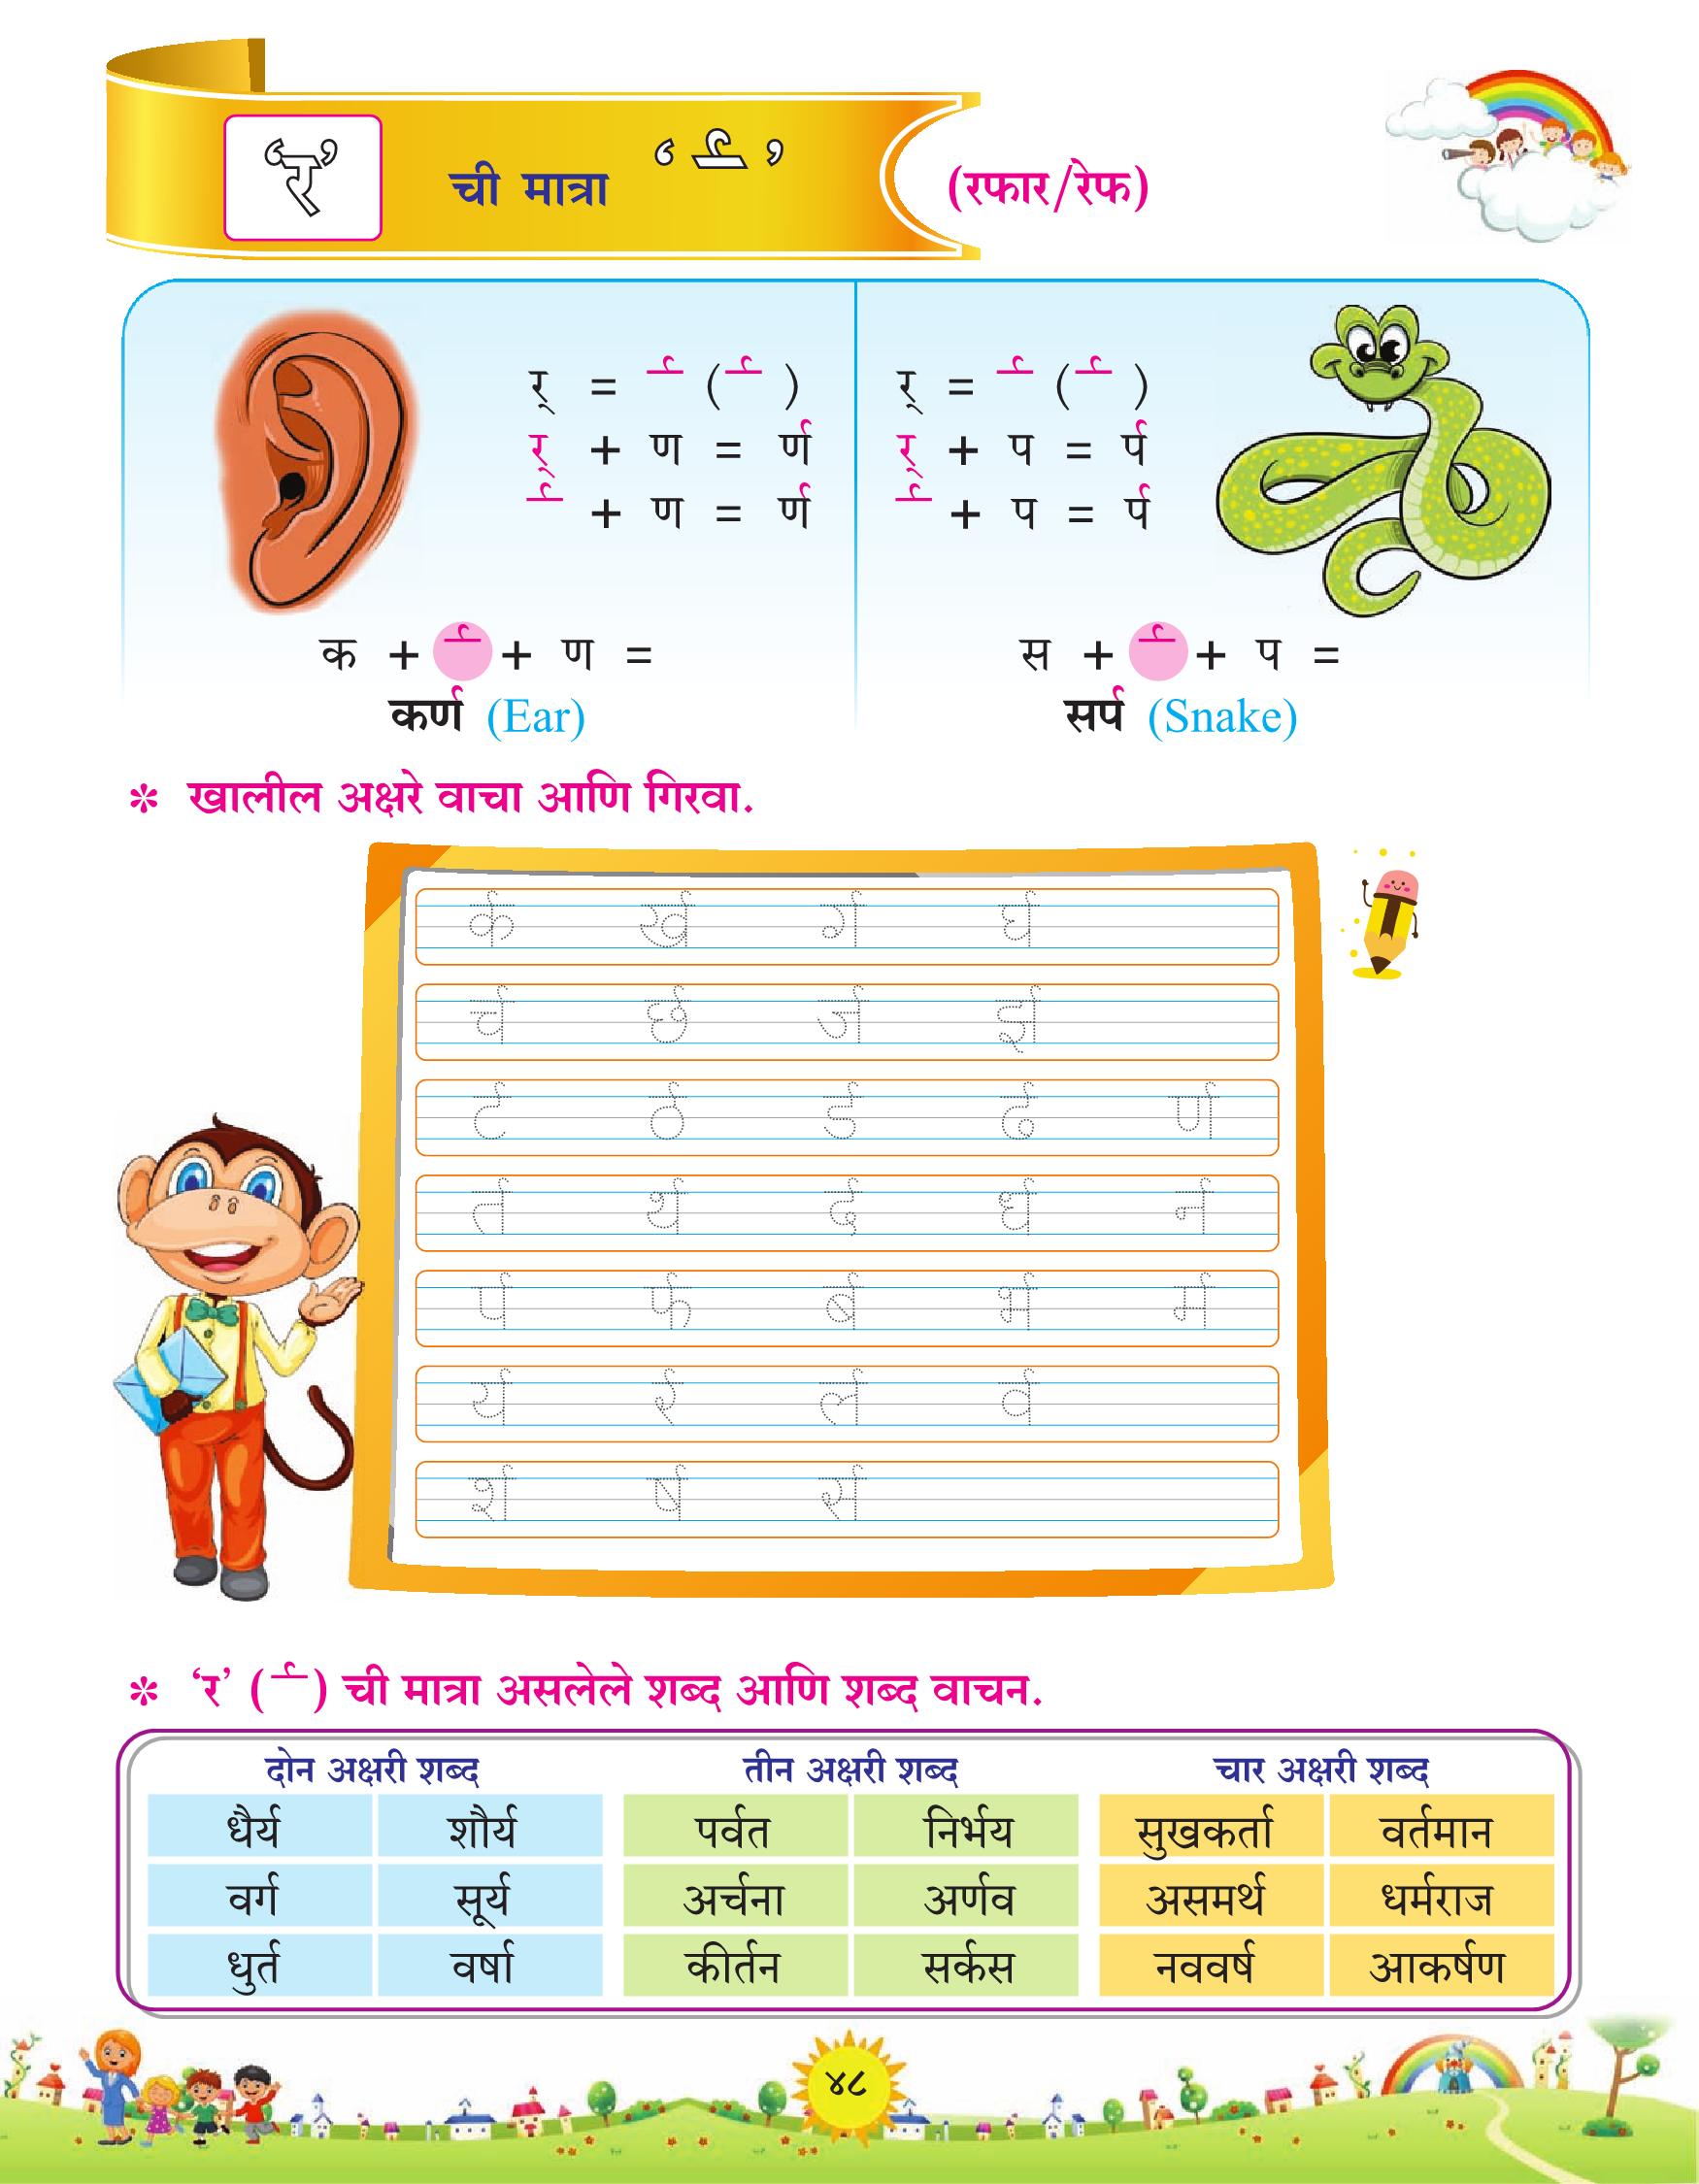 ‘र’ ची मात्रा ‘ र्‍ ’ (रफार/रेफ)
र् = र्‍ (र्‍ )
र् + ण = र्ण
र्‍ + ण = र्ण
क + र्‍ + ण =
कर्ण (Ear)
र् = र्‍ (र्‍ )
र् + प = र्प
र्‍ + प = र्प
स + र्‍ + प =
सर्प (Snake)
✽ खालील अक्षरे वाचा आणि गिरवा.
र्क र्ख र्ग र्घ
र्च र्छ र्ज र्झ
र्ट र्ठ र्ड र्ढ र्ण
र्त र्थ र्द र्ध र्न
र्प र्फ र्ब र्भ र्म
र्य र्र र्ल र्व
र्श र्ष र्स
✽ ‘र’ (र्‍) ची मात्रा असलेले शब्द आणि शब्द वाचन.
दोन अक्षरी शब्द तीन अक्षरी शब्द चार अक्षरी शब्द
धैर्य शौर्य पर्वत निर्भय सुखकर्ता वर्तमान
वर्ग सूर्य अर्चना अर्णव असमर्थ धर्मराज
धुर्त वर्षा कीर्तन सर्कस नववर्ष आकर्षण
४८